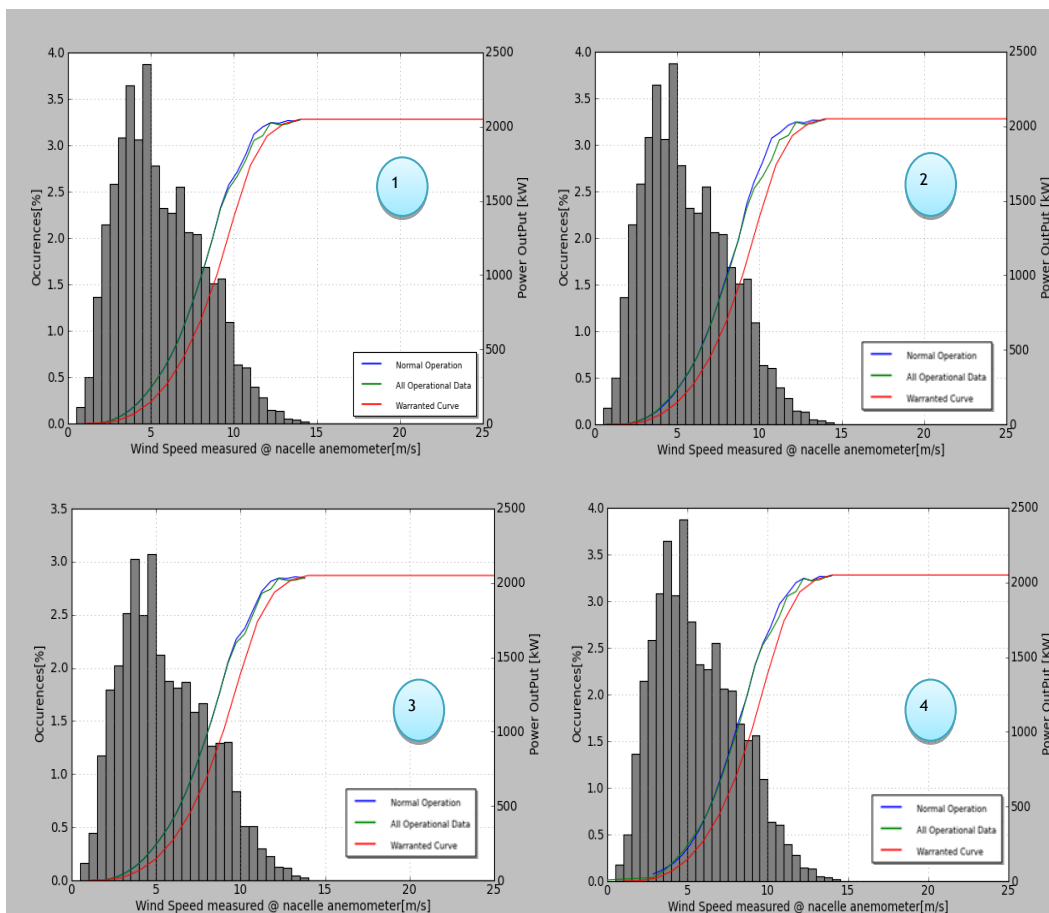 4.0
3.5
3.0
2.5
2.0
1.5
1.0
0.5
0.0
Occurences[%]
2500
2000
1500
1000
500
0
Power OutPut [kW]
1
Normal Operation
All Operational Data
Warranted Curve
0 5 10 15 20 25
Wind Speed measured @ nacelle anemometer[m/s]
4.0
3.5
3.0
2.5
2.0
1.5
1.0
0.5
0.0
Occurences[%]
2500
2000
1500
1000
500
0
Power OutPut [kW]
2
Normal Operation
All Operational Data
Warranted Curve
0 5 10 15 20 25
Wind Speed measured @ nacelle anemometer[m/s]
3.5
3.0
2.5
2.0
1.5
1.0
0.5
0.0
Occurences[%]
2500
2000
1500
1000
500
0
Power OutPut [kW]
3
Normal Operation
All Operational Data
Warranted Curve
0 5 10 15 20 25
Wind Speed measured @ nacelle anemometer[m/s]
4.0
3.5
3.0
2.5
2.0
1.5
1.0
0.5
0.0
Occurences[%]
2500
2000
1500
1000
500
0
Power OutPut [kW]
4
Normal Operation
All Operational Data
Warranted Curve
0 5 10 15 20 25
Wind Speed measured @ nacelle anemometer[m/s]